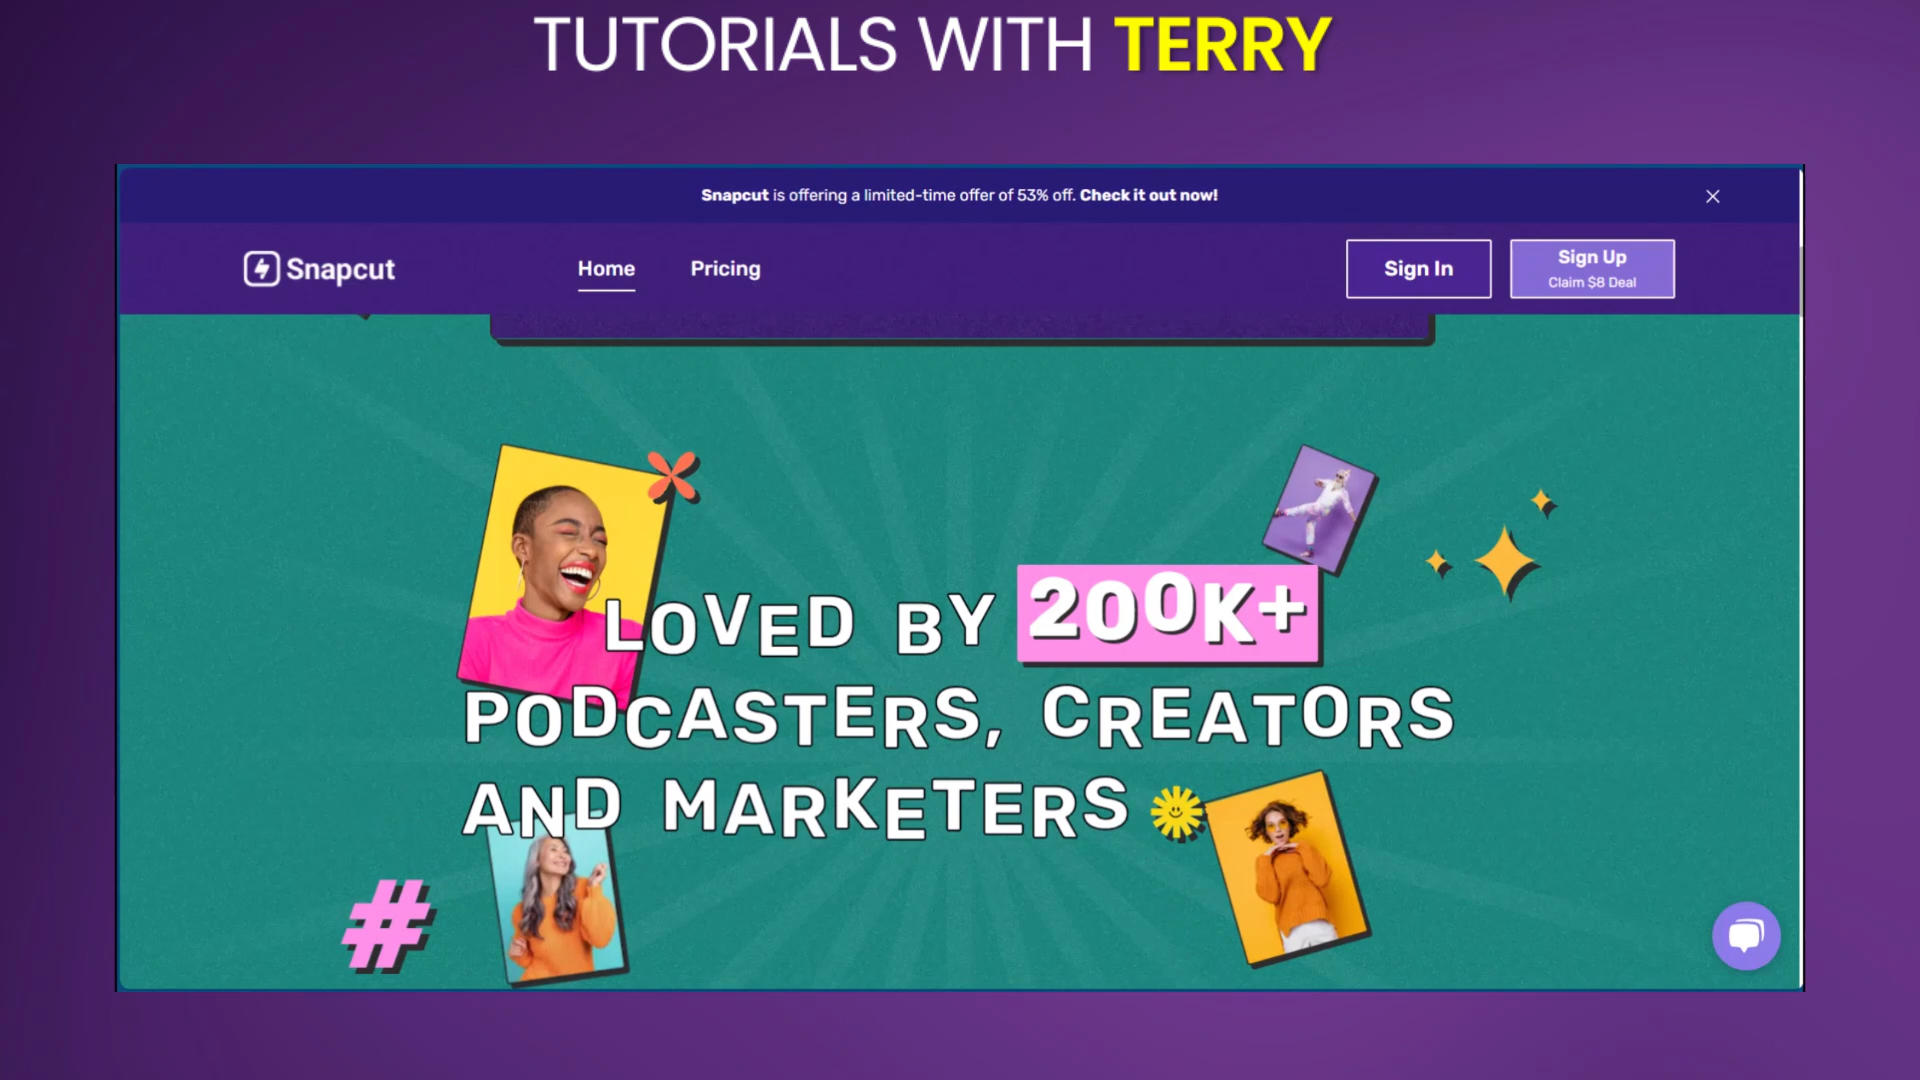 TUTORIALS WITH TERRY
Snapcut is offering a limited-time offer of 53% off. Check it out now!
Snapcut
Home
Pricing
Sign In
Sign Up
Claim $8 Deal
LOVED BY 200K+
PODCASTERS, CREATORS
AND MARKETERS
#